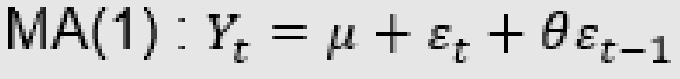 MA(1) : Yₜ = μ + εₜ + θεₜ₋₁